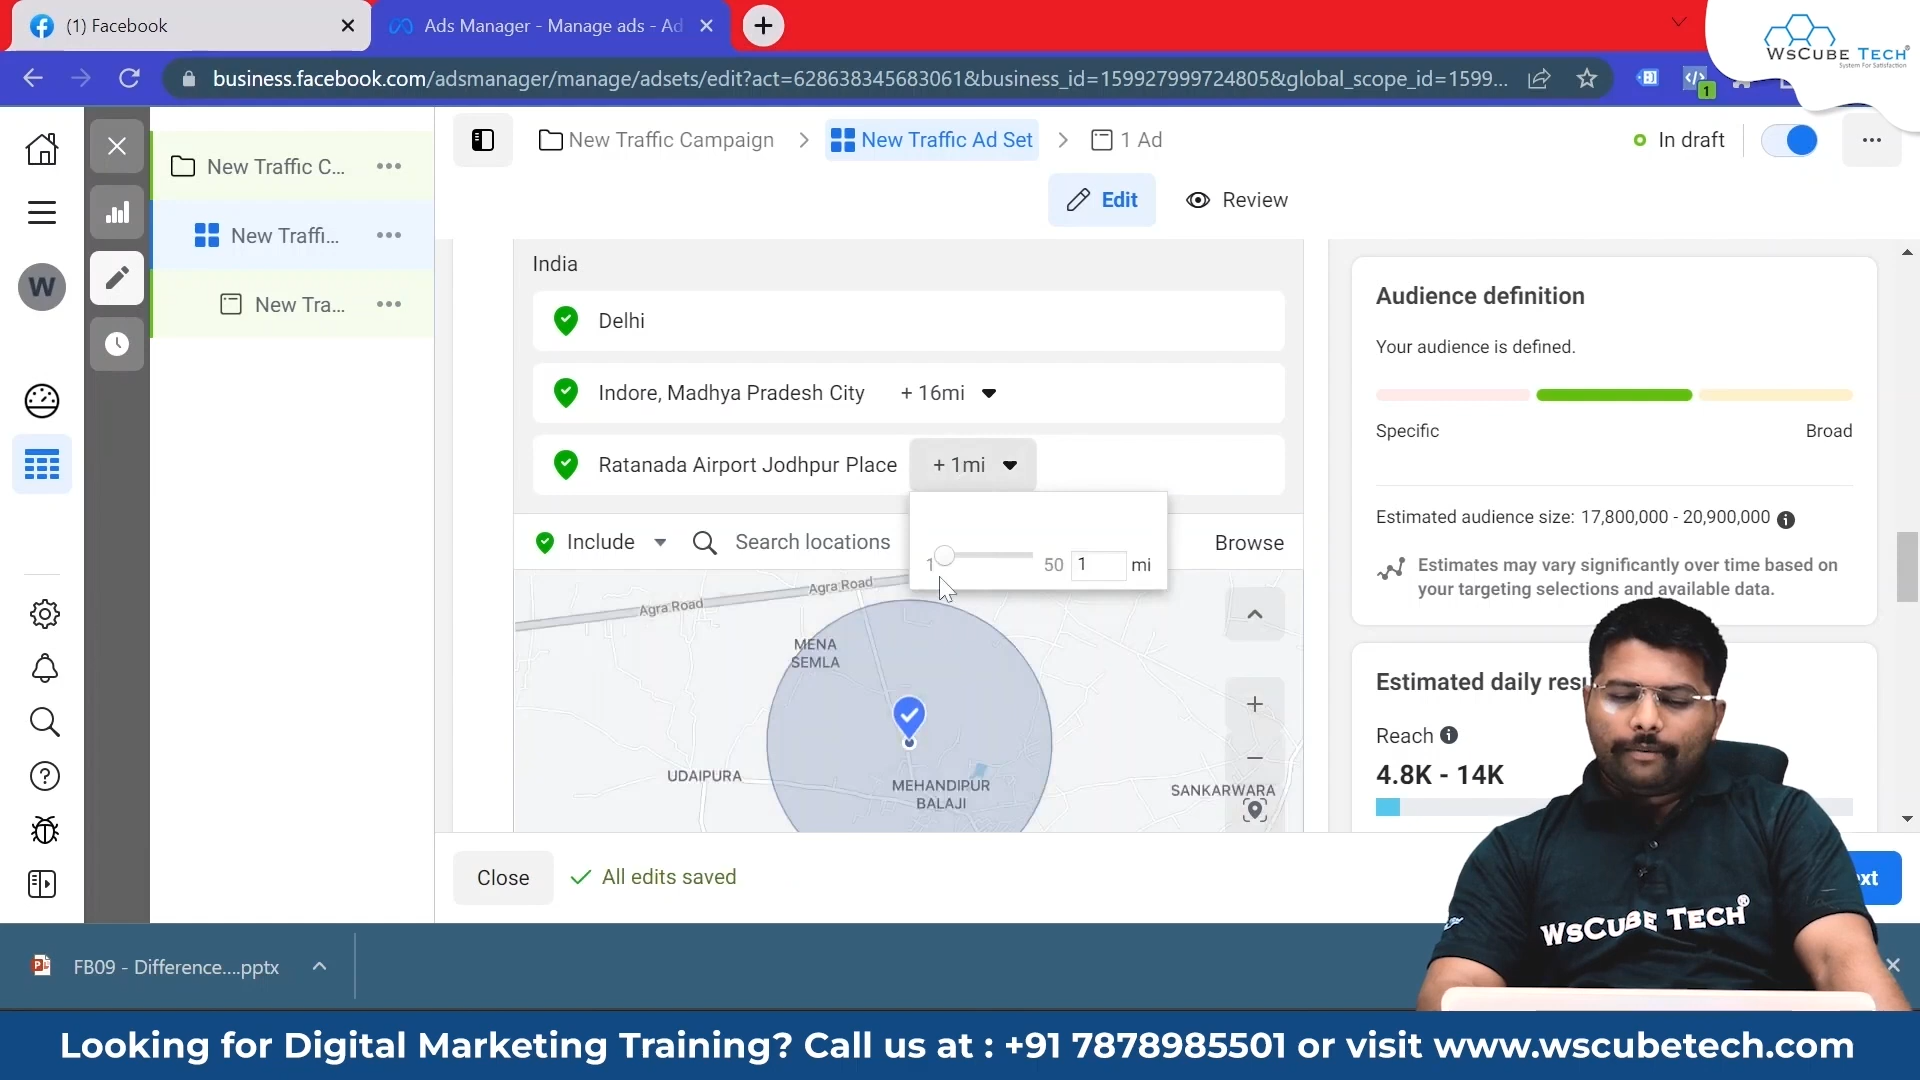 (1) Facebook
Ads Manager - Manage ads - Ad
WsCube Tech
System For Satisfaction
business.facebook.com/adsmanager/manage/adsets/edit?act=628638345683061&business_id=159927999724805&global_scope_id=1599...
1
New Traffic Campaign
New Traffic Ad Set
1 Ad
In draft
New Traffic C...
Edit
Review
New Traffi...
New Tra...
W
India
Delhi
Indore, Madhya Pradesh City + 16mi
Ratanada Airport Jodhpur Place + 1mi
Include
Search locations
1
50
1
mi
Browse
Agra Road
Agra Road
MENA
SEMLA
UDAIPURA
MEHANDIPUR
BALAJI
SANKARWARA
Audience definition
Your audience is defined.
Specific
Broad
Estimated audience size: 17,800,000 - 20,900,000
Estimates may vary significantly over time based on
your targeting selections and available data.
Estimated daily resu
Reach
4.8K - 14K
Close
All edits saved
xt
WsCube Tech®
FB09 - Difference....pptx
Looking for Digital Marketing Training? Call us at : +91 7878985501 or visit www.wscubetech.com